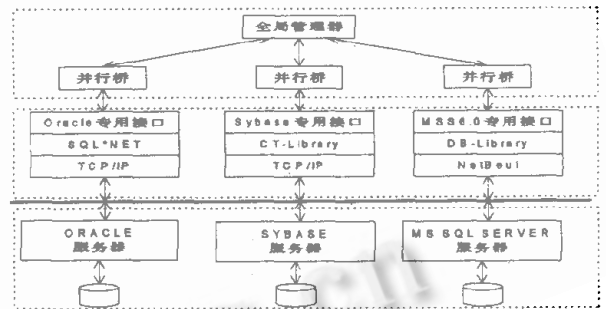 全局管理器
并行桥 并行桥 并行桥
Oracle专用接口 Sybase专用接口 MSS6.0专用接口
SQL*NET CT-Library DB-Library
TCP/IP TCP/IP NetBeui
ORACLE SYBASE MS SQL SERVER
服务器 服务器 服务器
.cn